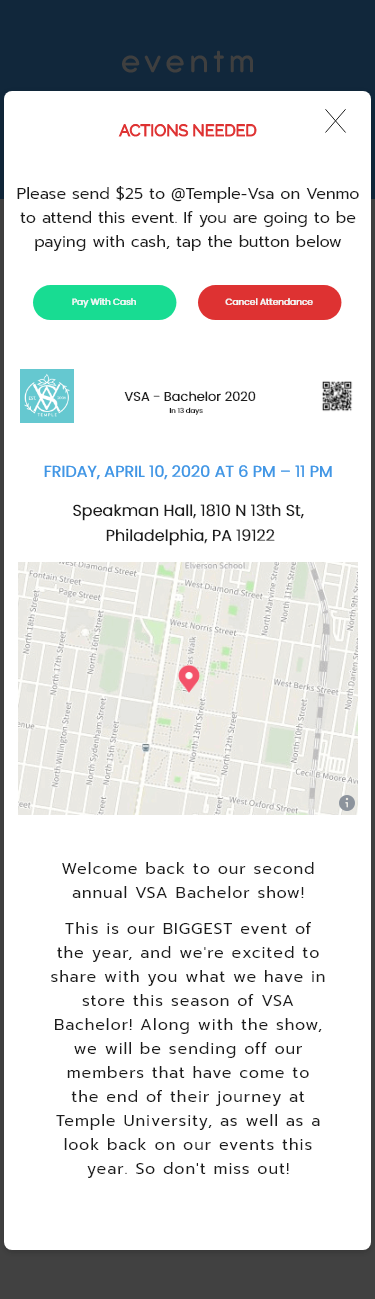 eventm
ACTIONS NEEDED
Please send $25 to @Temple-Vsa on Venmo
to attend this event. If you are going to be
paying with cash, tap the button below
Pay With Cash
Cancel Attendance
VSA - Bachelor 2020
In 13 days
TEMPLE
FRIDAY, APRIL 10, 2020 AT 6 PM – 11 PM
Speakman Hall, 1810 N 13th St,
Philadelphia, PA 19122
Elverson School
West Diamond Street
Fontain Street
Page Street
West Diamond Street
West Norris Street
North 18th Street
North 17th Street
North 16th Street
North Marvine Street
North 11th Street
North 9th Street
North Darien Street
West Berks Street
North Willington Street
North Sydenham Street
North 15th Street
North 13th Street
North 12th Street
North 10th Street
Cecil B Moore Ave
West Oxford Street
Welcome back to our second
annual VSA Bachelor show!
This is our BIGGEST event of
the year, and we're excited to
share with you what we have in
store this season of VSA
Bachelor! Along with the show,
we will be sending off our
members that have come to
the end of their journey at
Temple University, as well as a
look back on our events this
year. So don't miss out!